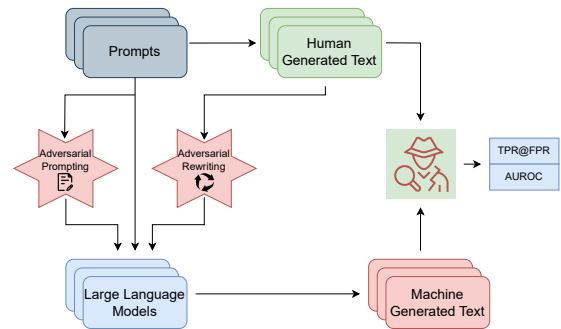 Prompts
Human
Generated Text
Adversarial
Prompting
Adversarial
Rewriting
TPR@FPR
AUROC
Large Language
Models
Machine
Generated Text